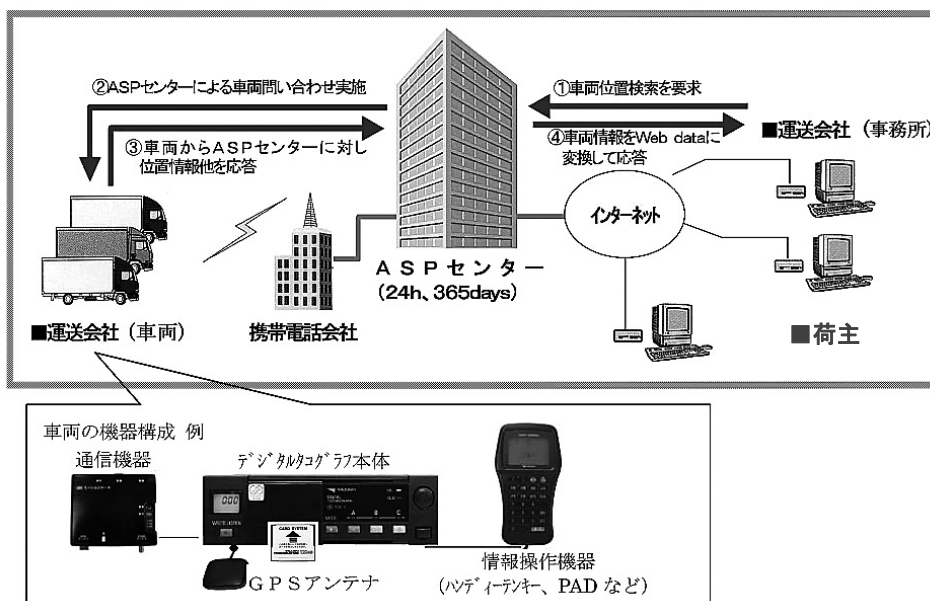 ②ASPセンターによる車両問い合わせ実施
①車両位置検索を要求
③車両からASPセンターに対し
位置情報他を応答
④車両情報をWeb dataに
変換して応答
■運送会社(事務所)
インターネット
ASPセンター
(24h、365days)
■運送会社(車両)
携帯電話会社
■荷主
車両の機器構成 例
通信機器
デジタルタコグラフ本体
000
A B C
CARD SYSTEM
GPSアンテナ
情報操作機器
(ハンディーテンキー、PADなど)